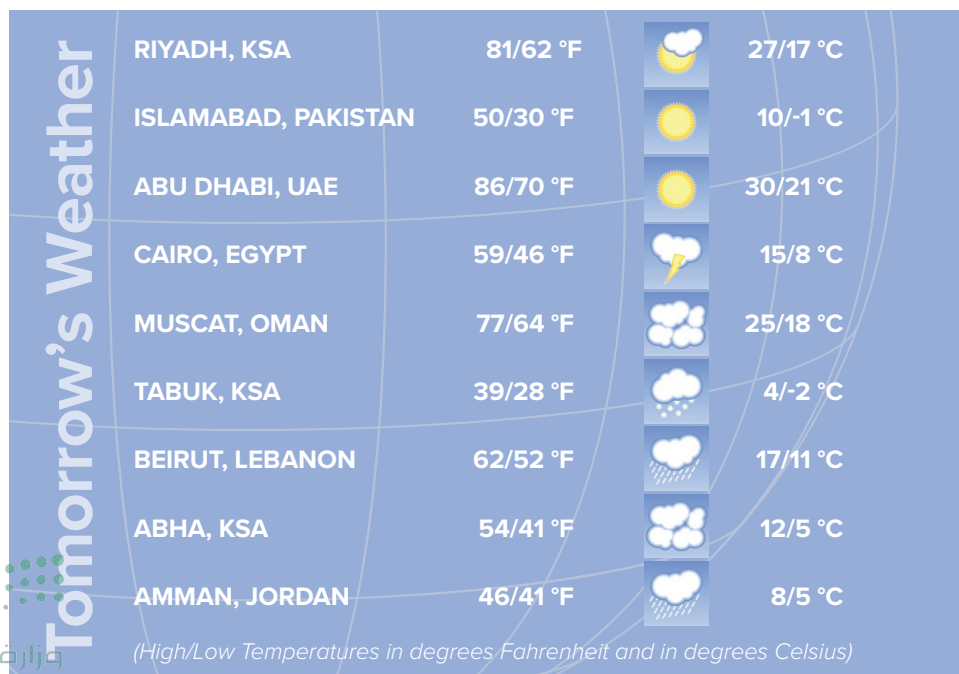 Tomorrow's Weather
RIYADH, KSA 81/62 °F 27/17 °C
ISLAMABAD, PAKISTAN 50/30 °F 10/-1 °C
ABU DHABI, UAE 86/70 °F 30/21 °C
CAIRO, EGYPT 59/46 °F 15/8 °C
MUSCAT, OMAN 77/64 °F 25/18 °C
TABUK, KSA 39/28 °F 4/-2 °C
BEIRUT, LEBANON 62/52 °F 17/11 °C
ABHA, KSA 54/41 °F 12/5 °C
AMMAN, JORDAN 46/41 °F 8/5 °C
(High/Low Temperatures in degrees Fahrenheit and in degrees Celsius)
وزارة